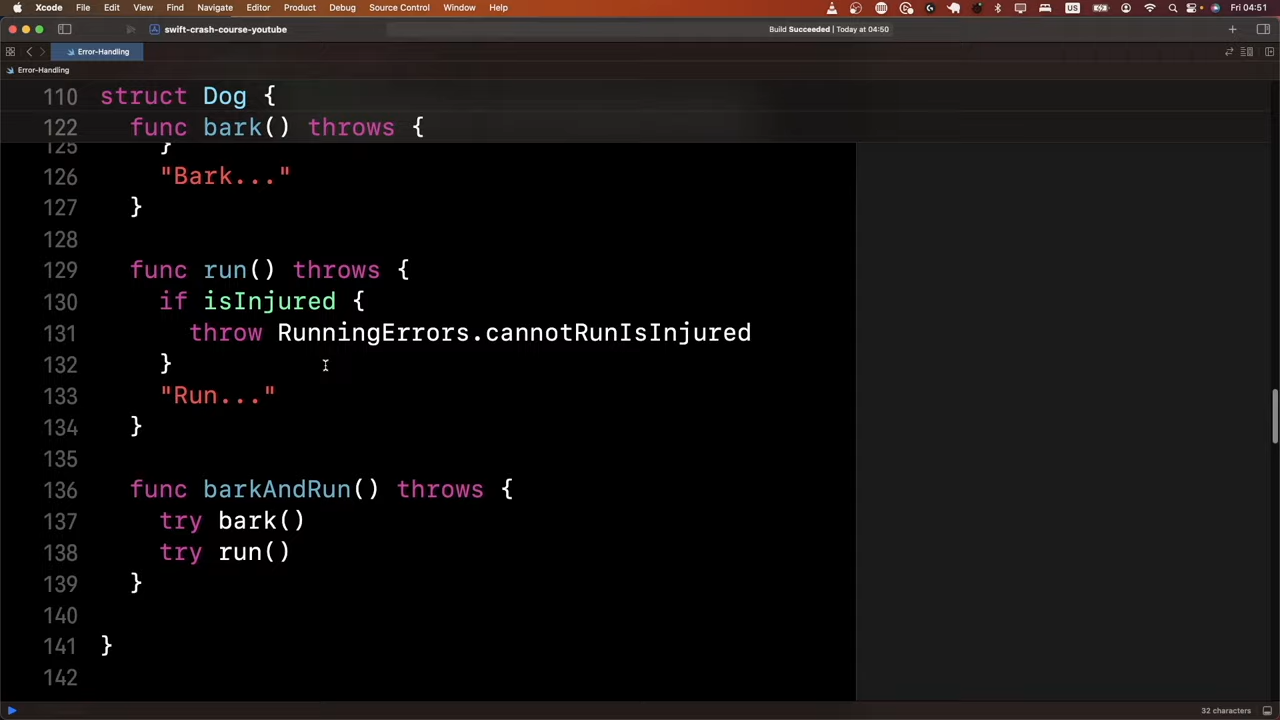 Xcode File Edit View Find Navigate Editor Product Debug Source Control Window Help US Fri 04:51
swift-crash-course-youtube Build Succeeded | Today at 04:50
Error-Handling
Error-Handling
110 struct Dog {
122 func bark() throws {
125 }
126 "Bark..."
127 }
128
129 func run() throws {
130 if isInjured {
131 throw RunningErrors.cannotRunIsInjured
132 }
133 "Run..."
134 }
135
136 func barkAndRun() throws {
137 try bark()
138 try run()
139 }
140
141 }
142
32 characters